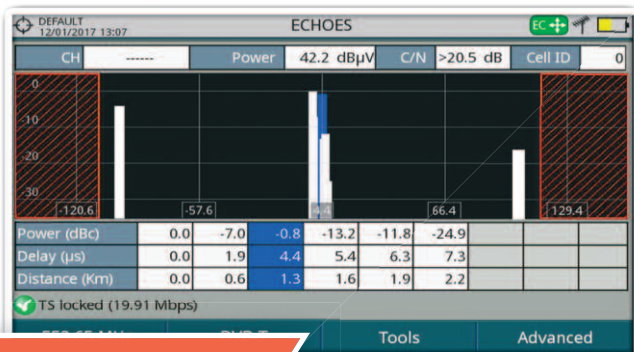 DEFAULT
12/01/2017 13:07
ECHOES
EC
CH ------ Power 42.2 dBµV C/N >20.5 dB Cell ID 0
0
-10
-20
-30
-120.6 -57.6 4.4 66.4 129.4
Power (dBc) 0.0 -7.0 -0.8 -13.2 -11.8 -24.9
Delay (µs) 0.0 1.9 4.4 5.4 6.3 7.3
Distance (Km) 0.0 0.6 1.3 1.6 1.9 2.2
TS locked (19.91 Mbps)
Tools Advanced